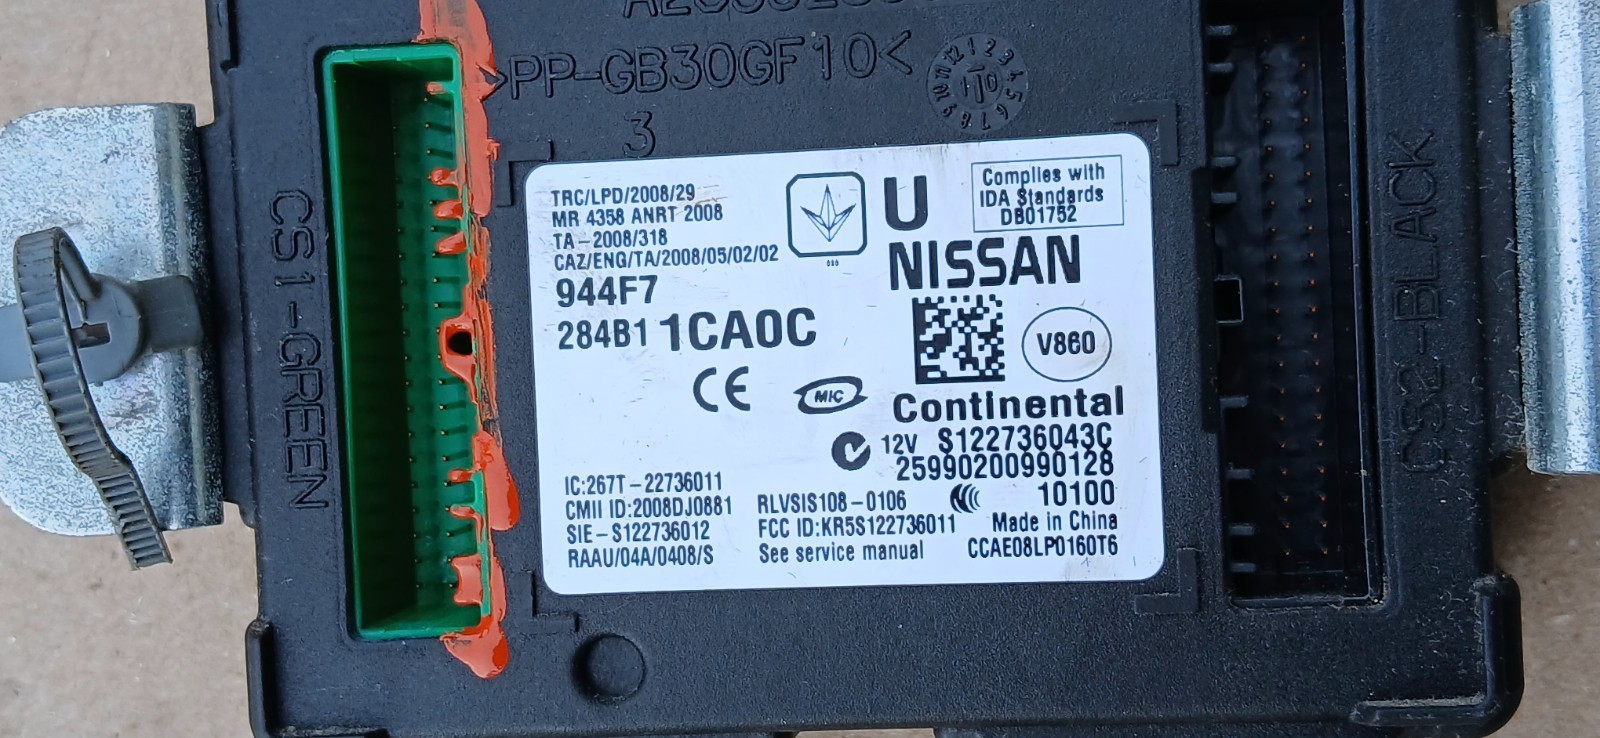 >PP-GB30GF10<
3
CS1-GREEN
CS2-BLACK
TRC/LPD/2008/29
MR 4358 ANRT 2008
TA-2008/318
CAZ/ENG/TA/2008/05/02/02
944F7
284B1 1CA0C
U
NISSAN
Complies with
IDA Standards
DB01752
V860
CE
MIC
Continental
12V S122736043C
25990200990128
10100
IC:267T-22736011
CMII ID:2008DJ0881
SIE-S122736012
RAAU/04A/0408/S
RLVSIS108-0106
FCC ID:KR5S122736011
See service manual
Made in China
CCAE08LP0160T6